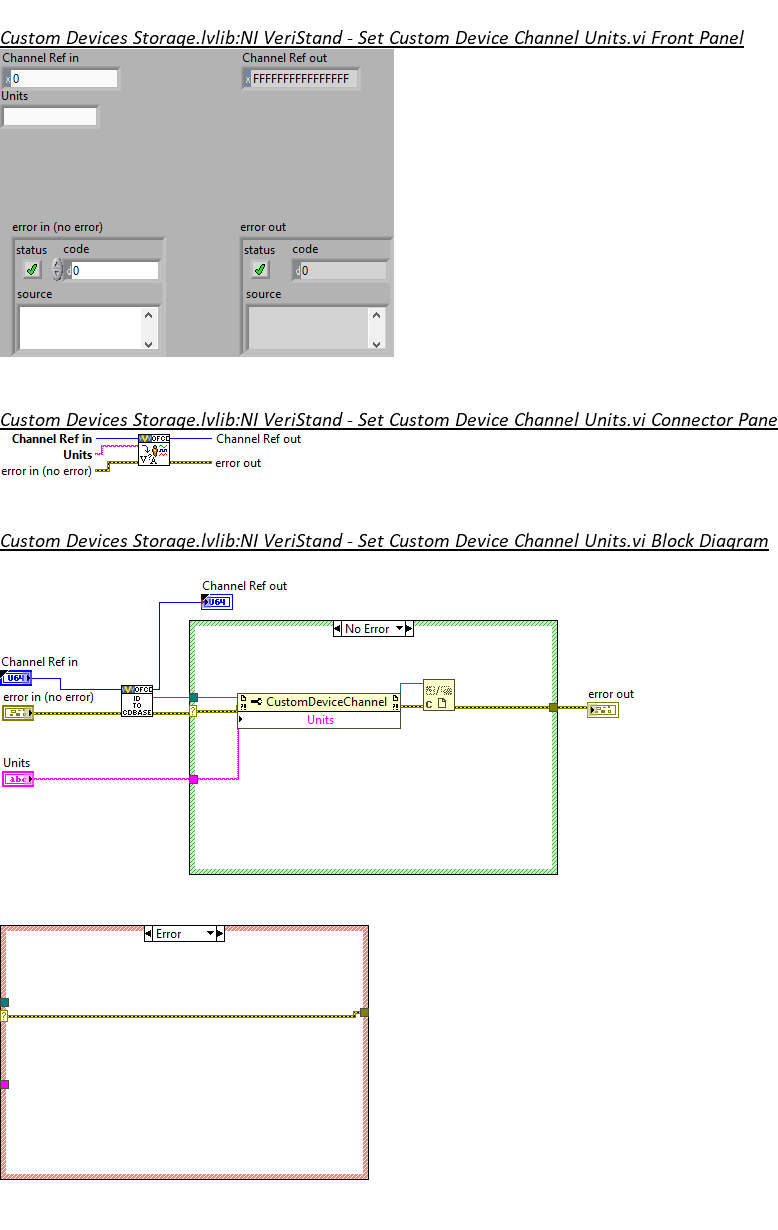 Custom Devices Storage.lvlib:NI VeriStand - Set Custom Device Channel Units.vi Front Panel
Channel Ref in
Channel Ref out
x 0
x FFFFFFFFFFFFFFFF
Units
error in (no error)
error out
status code
status code
d 0
d 0
source
source
Custom Devices Storage.lvlib:NI VeriStand - Set Custom Device Channel Units.vi Connector Pane
Channel Ref in
Channel Ref out
Units
error in (no error)
error out
OFCD
Custom Devices Storage.lvlib:NI VeriStand - Set Custom Device Channel Units.vi Block Diagram
Channel Ref out
U64
No Error
Channel Ref in
U64
error in (no error)
OFCD
ID
TO
CDBASE
?
CustomDeviceChannel
Units
C
error out
Units
abc
Error
?